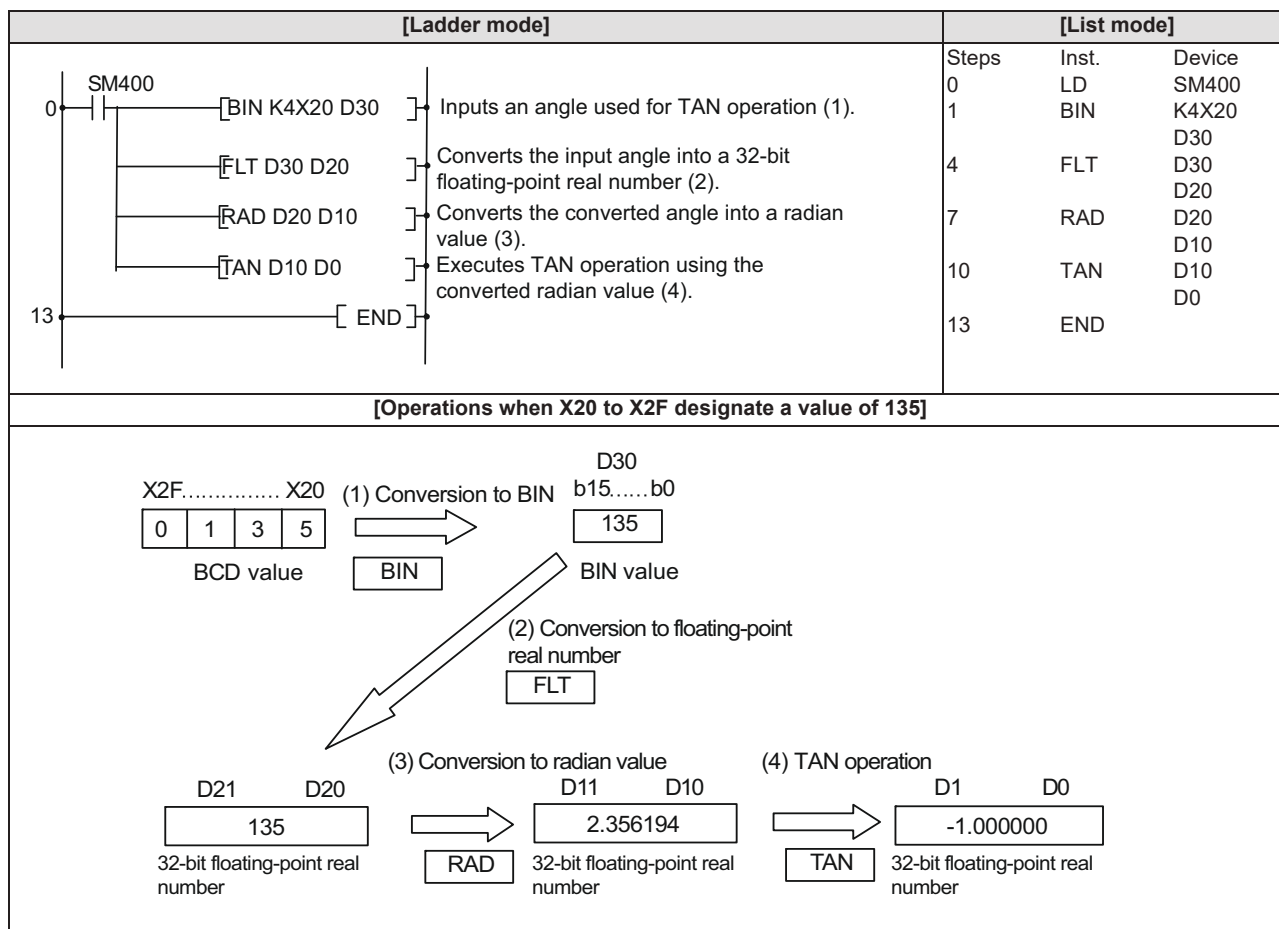 [Ladder mode]
[List mode]
SM400
0
BIN K4X20 D30
Inputs an angle used for TAN operation (1).
FLT D30 D20
Converts the input angle into a 32-bit
floating-point real number (2).
RAD D20 D10
Converts the converted angle into a radian
value (3).
TAN D10 D0
Executes TAN operation using the
converted radian value (4).
13
END
Steps Inst. Device
0 LD SM400
1 BIN K4X20
D30
4 FLT D30
D20
7 RAD D20
D10
10 TAN D10
D0
13 END
[Operations when X20 to X2F designate a value of 135]
X2F............... X20
0 1 3 5
BCD value
(1) Conversion to BIN
BIN
D30
b15......b0
135
BIN value
(2) Conversion to floating-point
real number
FLT
D21 D20
135
32-bit floating-point real
number
(3) Conversion to radian value
RAD
D11 D10
2.356194
32-bit floating-point real
number
(4) TAN operation
TAN
D1 D0
-1.000000
32-bit floating-point real
number